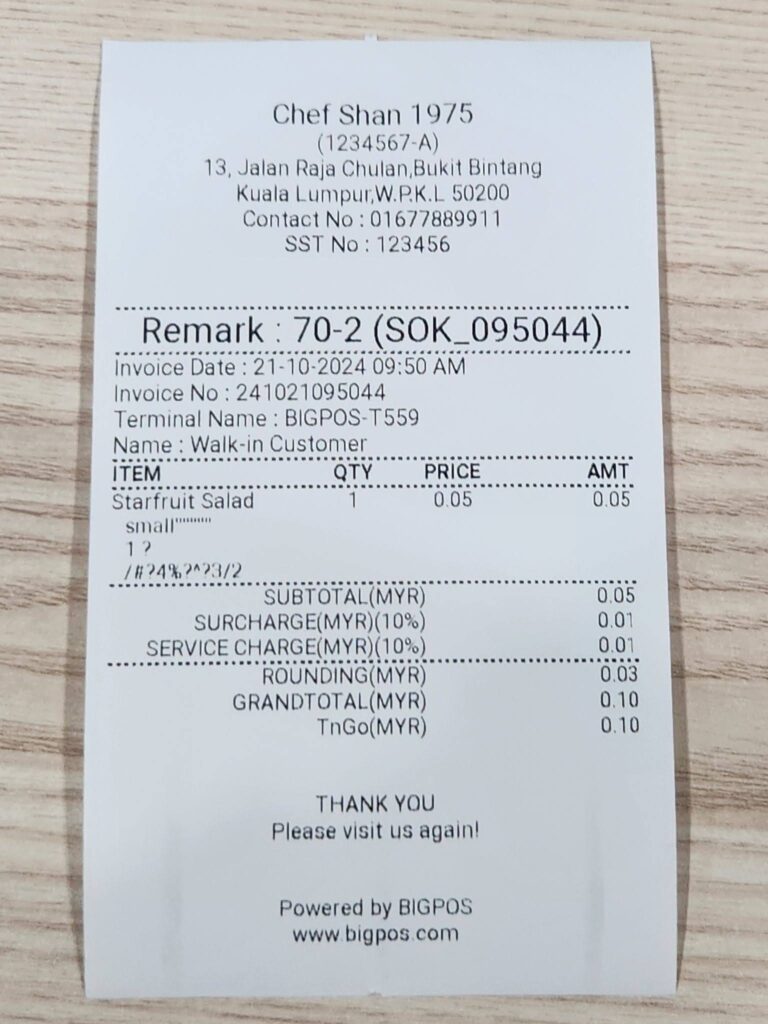 Chef Shan 1975
(1234567-A)
13, Jalan Raja Chulan,Bukit Bintang
Kuala Lumpur,W.P.K.L 50200
Contact No : 01677889911
SST No : 123456
Remark : 70-2 (SOK_095044)
Invoice Date : 21-10-2024 09:50 AM
Invoice No : 241021095044
Terminal Name : BIGPOS-T559
Name : Walk-in Customer
ITEM QTY PRICE AMT
Starfruit Salad 1 0.05 0.05
small""""
1 ?
/#?4%?^?3/2
SUBTOTAL(MYR) 0.05
SURCHARGE(MYR)(10%) 0.01
SERVICE CHARGE(MYR)(10%) 0.01
ROUNDING(MYR) 0.03
GRANDTOTAL(MYR) 0.10
TnGo(MYR) 0.10
THANK YOU
Please visit us again!
Powered by BIGPOS
www.bigpos.com